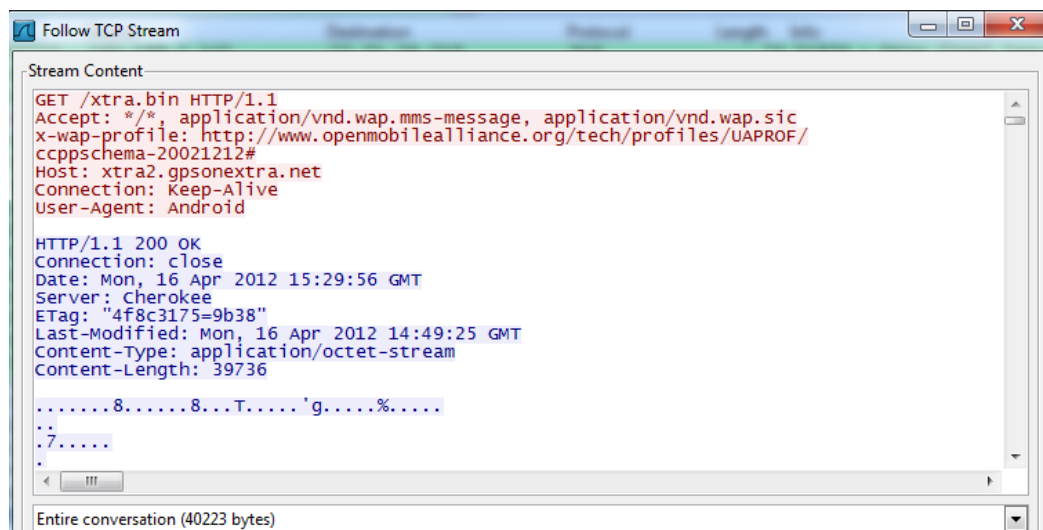 Follow TCP Stream
Stream Content
GET /xtra.bin HTTP/1.1
Accept: */*, application/vnd.wap.mms-message, application/vnd.wap.sic
x-wap-profile: http://www.openmobilealliance.org/tech/profiles/UAPROF/
ccppschema-20021212#
Host: xtra2.gpsonextra.net
Connection: Keep-Alive
User-Agent: Android
HTTP/1.1 200 OK
Connection: close
Date: Mon, 16 Apr 2012 15:29:56 GMT
Server: Cherokee
ETag: "4f8c3175=9b38"
Last-Modified: Mon, 16 Apr 2012 14:49:25 GMT
Content-Type: application/octet-stream
Content-Length: 39736
.......8......8...T.....'g.....%.....
..
.7.....
.
Entire conversation (40223 bytes)